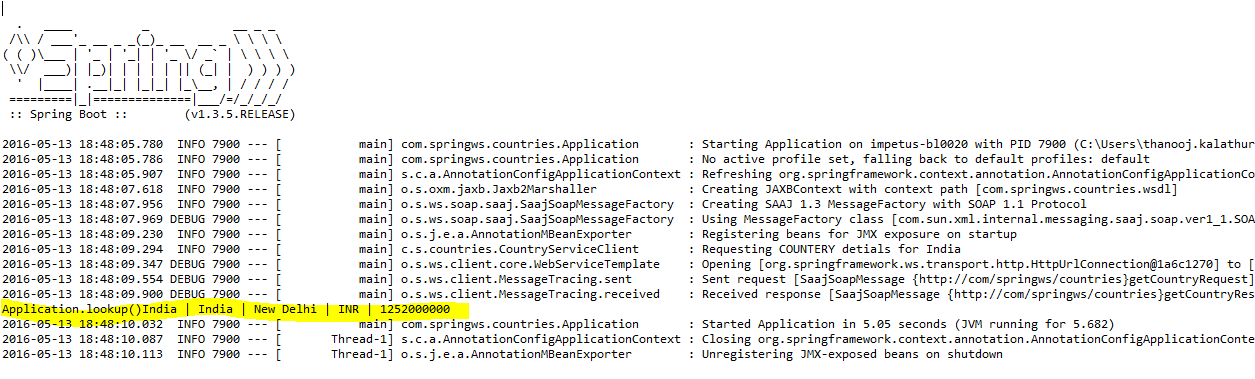 .   ____          _            __ _ _
 /\\ / ___'_ __ _ _(_)_ __  __ _ \ \ \ \
( ( )\___ | '_ | '_| | '_ \/ _` | \ \ \ \
 \\/  ___)| |_)| | | | | || (_| |  ) ) ) )
  '  |____| .__|_| |_|_| |_\__, | / / / /
 =========|_|==============|___/=/_/_/_/
 :: Spring Boot ::        (v1.3.5.RELEASE)
2016-05-13 18:48:05.780  INFO 7900 --- [           main] com.springws.countries.Application       : Starting Application on impetus-bl0020 with PID 7900 (C:\Users\thanooj.kalathur
2016-05-13 18:48:05.786  INFO 7900 --- [           main] com.springws.countries.Application       : No active profile set, falling back to default profiles: default
2016-05-13 18:48:05.907  INFO 7900 --- [           main] s.c.a.AnnotationConfigApplicationContext : Refreshing org.springframework.context.annotation.AnnotationConfigApplicationCo
2016-05-13 18:48:07.618  INFO 7900 --- [           main] o.s.oxm.jaxb.Jaxb2Marshaller             : Creating JAXBContext with context path [com.springws.countries.wsdl]
2016-05-13 18:48:07.956  INFO 7900 --- [           main] o.s.ws.soap.saaj.SaajSoapMessageFactory  : Creating SAAJ 1.3 MessageFactory with SOAP 1.1 Protocol
2016-05-13 18:48:07.969 DEBUG 7900 --- [           main] o.s.ws.soap.saaj.SaajSoapMessageFactory  : Using MessageFactory class [com.sun.xml.internal.messaging.saaj.soap.ver1_1.SOA
2016-05-13 18:48:09.230  INFO 7900 --- [           main] o.s.j.e.a.AnnotationMBeanExporter        : Registering beans for JMX exposure on startup
2016-05-13 18:48:09.294  INFO 7900 --- [           main] c.s.countries.CountryServiceClient       : Requesting COUNTERY detials for India
2016-05-13 18:48:09.347 DEBUG 7900 --- [           main] o.s.ws.client.core.WebServiceTemplate    : Opening [org.springframework.ws.transport.http.HttpUrlConnection@1a6c1270] to [
2016-05-13 18:48:09.554 DEBUG 7900 --- [           main] o.s.ws.client.MessageTracing.sent        : Sent request [SaajSoapMessage {http://com/springws/countries}getCountryRequest]
2016-05-13 18:48:09.900 DEBUG 7900 --- [           main] o.s.ws.client.MessageTracing.received    : Received response [SaajSoapMessage {http://com/springws/countries}getCountryRes
Application.lookup()India | India | New Delhi | INR | 1252000000
2016-05-13 18:48:10.032  INFO 7900 --- [           main] com.springws.countries.Application       : Started Application in 5.05 seconds (JVM running for 5.682)
2016-05-13 18:48:10.087  INFO 7900 --- [       Thread-1] s.c.a.AnnotationConfigApplicationContext : Closing org.springframework.context.annotation.AnnotationConfigApplicationConte
2016-05-13 18:48:10.113  INFO 7900 --- [       Thread-1] o.s.j.e.a.AnnotationMBeanExporter        : Unregistering JMX-exposed beans on shutdown